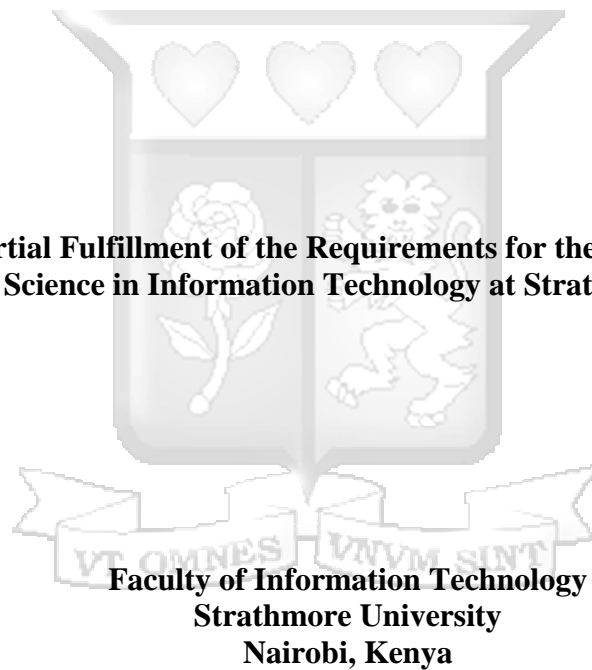 rtial Fulfillment of the Requirements for the
Science in Information Technology at Strat
VT OMNES VNVM SINT
Faculty of Information Technology
Strathmore University
Nairobi, Kenya